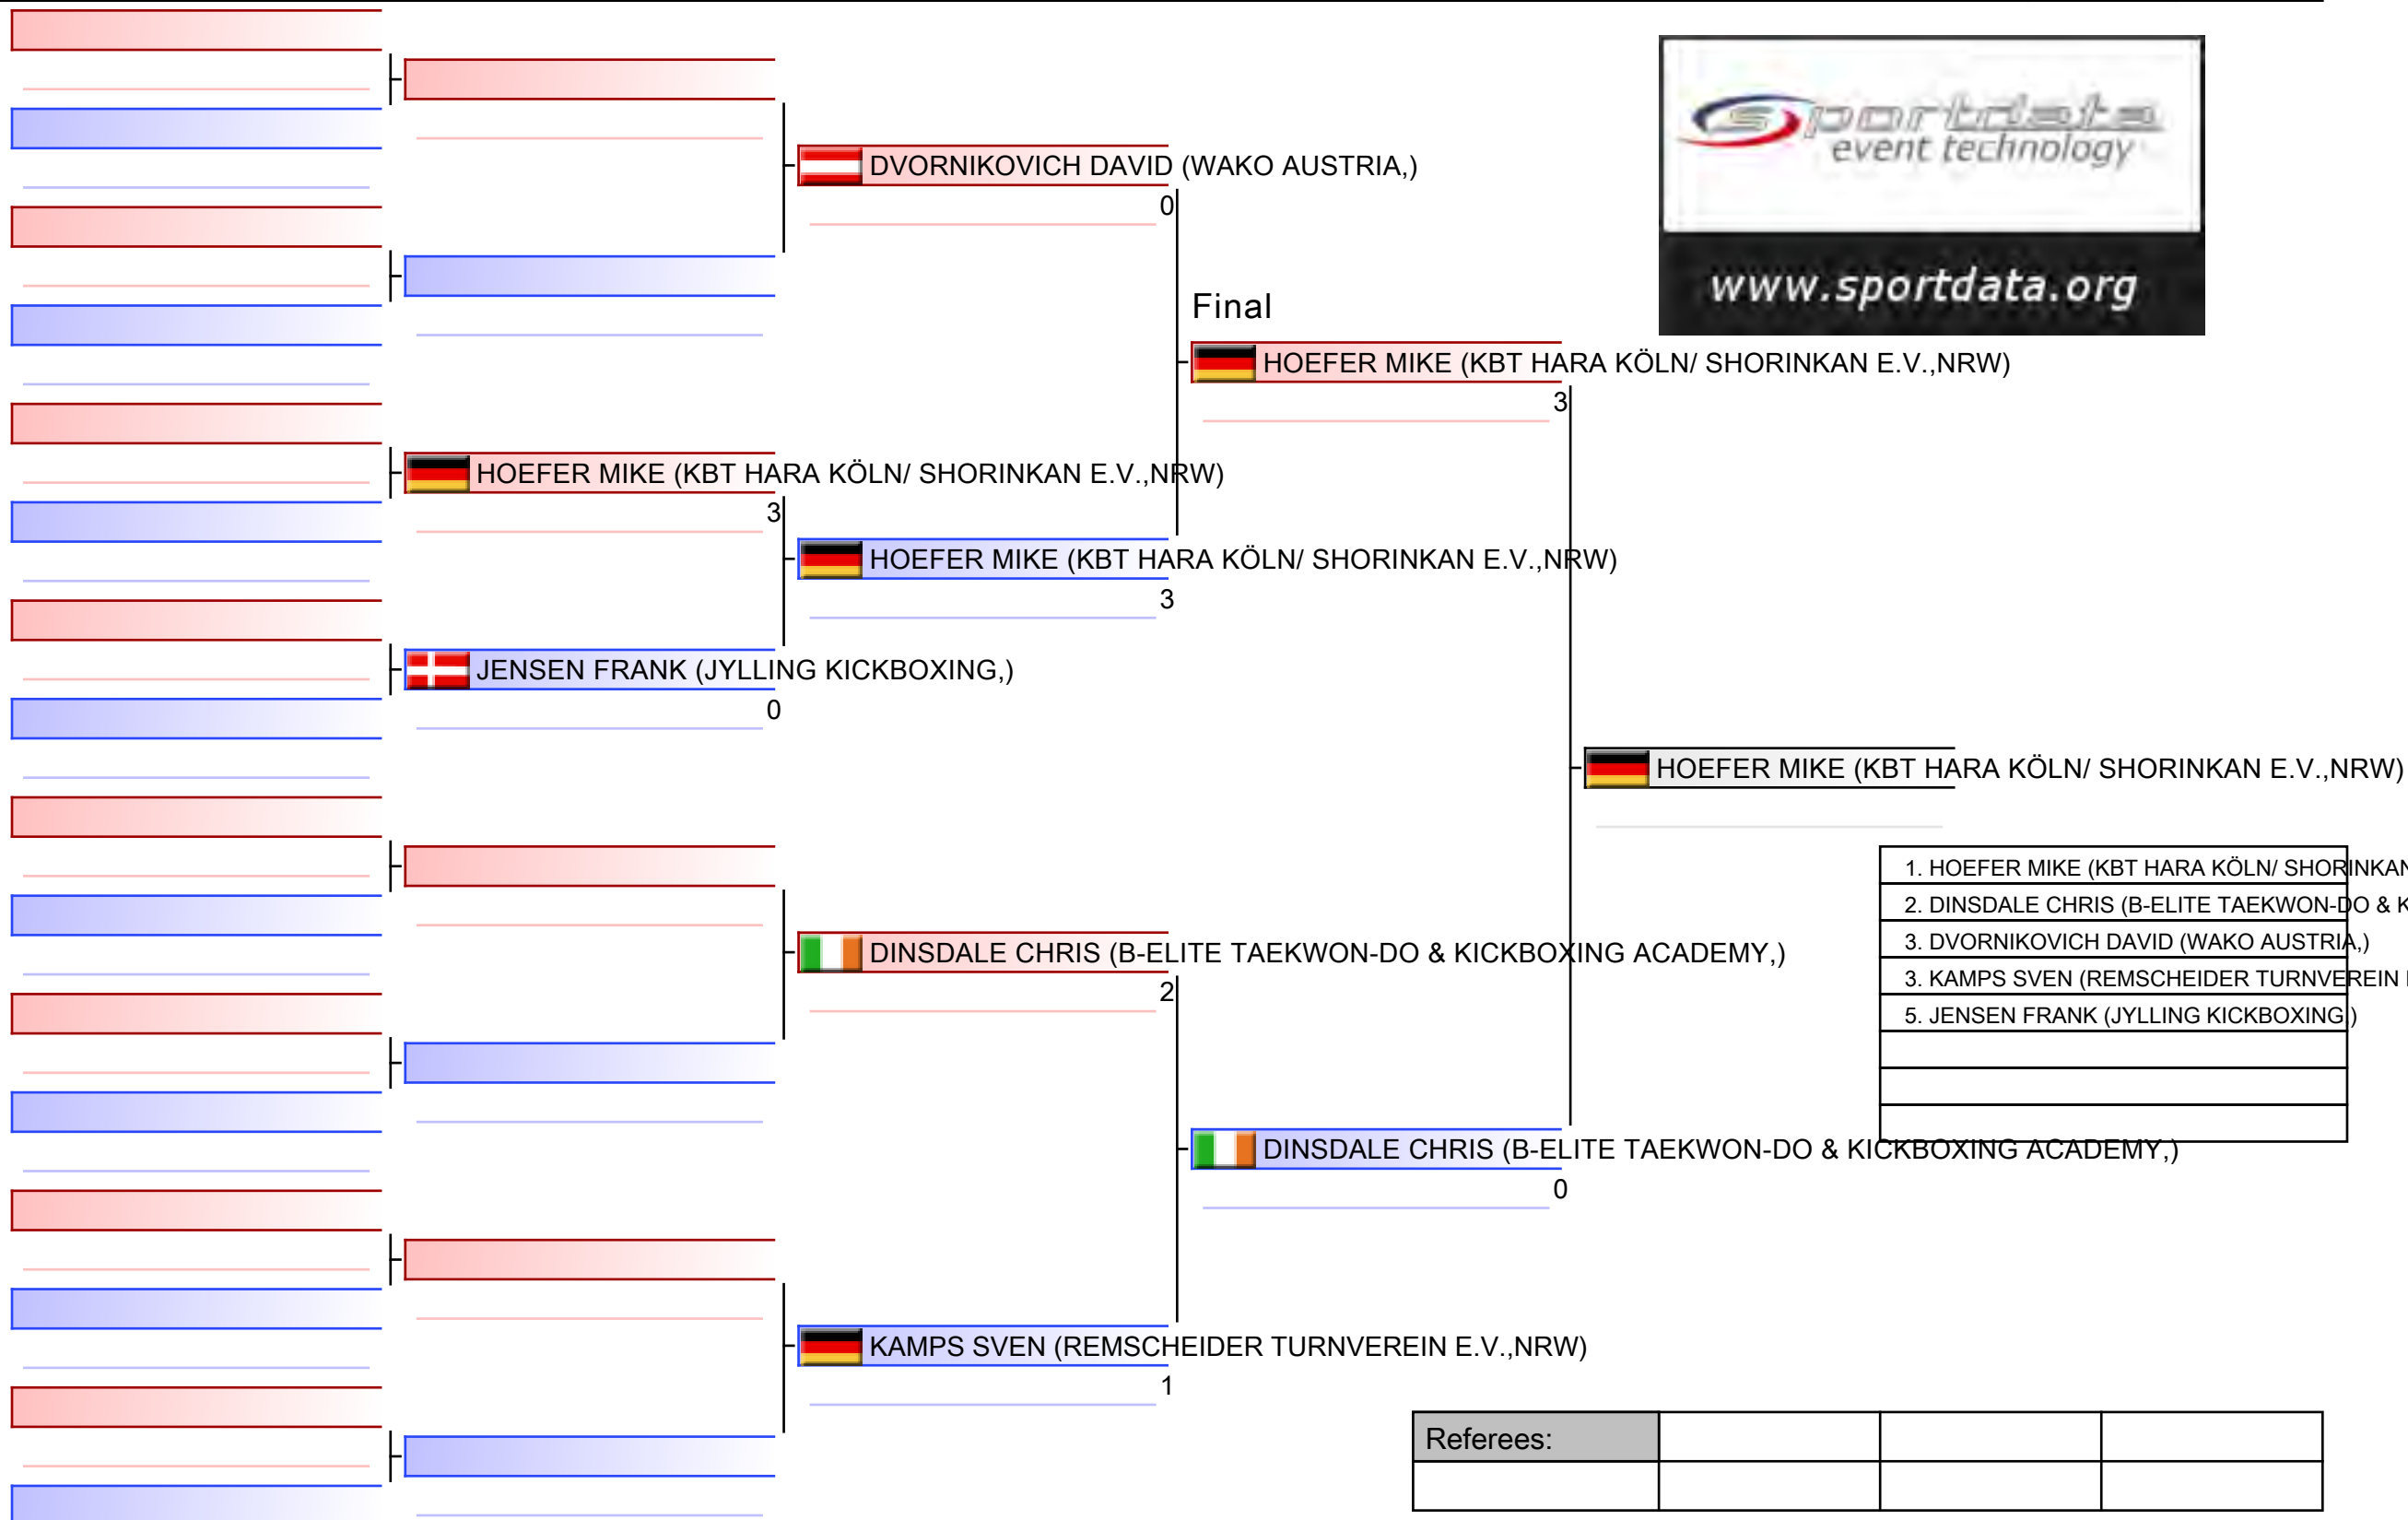 sportdata
event technology
www.sportdata.org
DVORNIKOVICH DAVID (WAKO AUSTRIA,)
0
Final
HOEFER MIKE (KBT HARA KÖLN/ SHORINKAN E.V.,NRW)
3
HOEFER MIKE (KBT HARA KÖLN/ SHORINKAN E.V.,NRW)
3
HOEFER MIKE (KBT HARA KÖLN/ SHORINKAN E.V.,NRW)
3
JENSEN FRANK (JYLLING KICKBOXING,)
0
HOEFER MIKE (KBT HARA KÖLN/ SHORINKAN E.V.,NRW)
1. HOEFER MIKE (KBT HARA KÖLN/ SHORINKAN
2. DINSDALE CHRIS (B-ELITE TAEKWON-DO & K
3. DVORNIKOVICH DAVID (WAKO AUSTRIA,)
3. KAMPS SVEN (REMSCHEIDER TURNVEREIN
5. JENSEN FRANK (JYLLING KICKBOXING,)
DINSDALE CHRIS (B-ELITE TAEKWON-DO & KICKBOXING ACADEMY,)
2
DINSDALE CHRIS (B-ELITE TAEKWON-DO & KICKBOXING ACADEMY,)
0
KAMPS SVEN (REMSCHEIDER TURNVEREIN E.V.,NRW)
1
Referees: